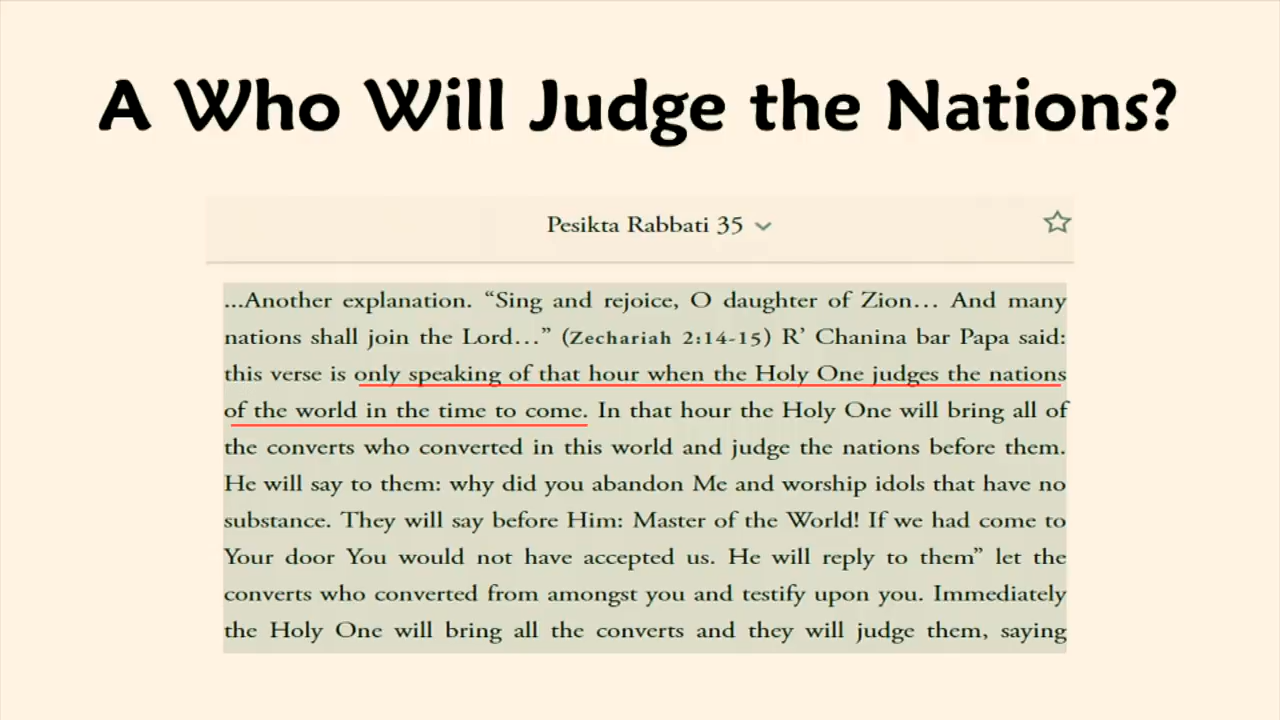 A Who Will Judge the Nations?
Pesikta Rabbati 35
...Another explanation. “Sing and rejoice, O daughter of Zion… And many
nations shall join the Lord…” (Zechariah 2:14-15) R’ Chanina bar Papa said:
this verse is only speaking of that hour when the Holy One judges the nations
of the world in the time to come. In that hour the Holy One will bring all of
the converts who converted in this world and judge the nations before them.
He will say to them: why did you abandon Me and worship idols that have no
substance. They will say before Him: Master of the World! If we had come to
Your door You would not have accepted us. He will reply to them” let the
converts who converted from amongst you and testify upon you. Immediately
the Holy One will bring all the converts and they will judge them, saying